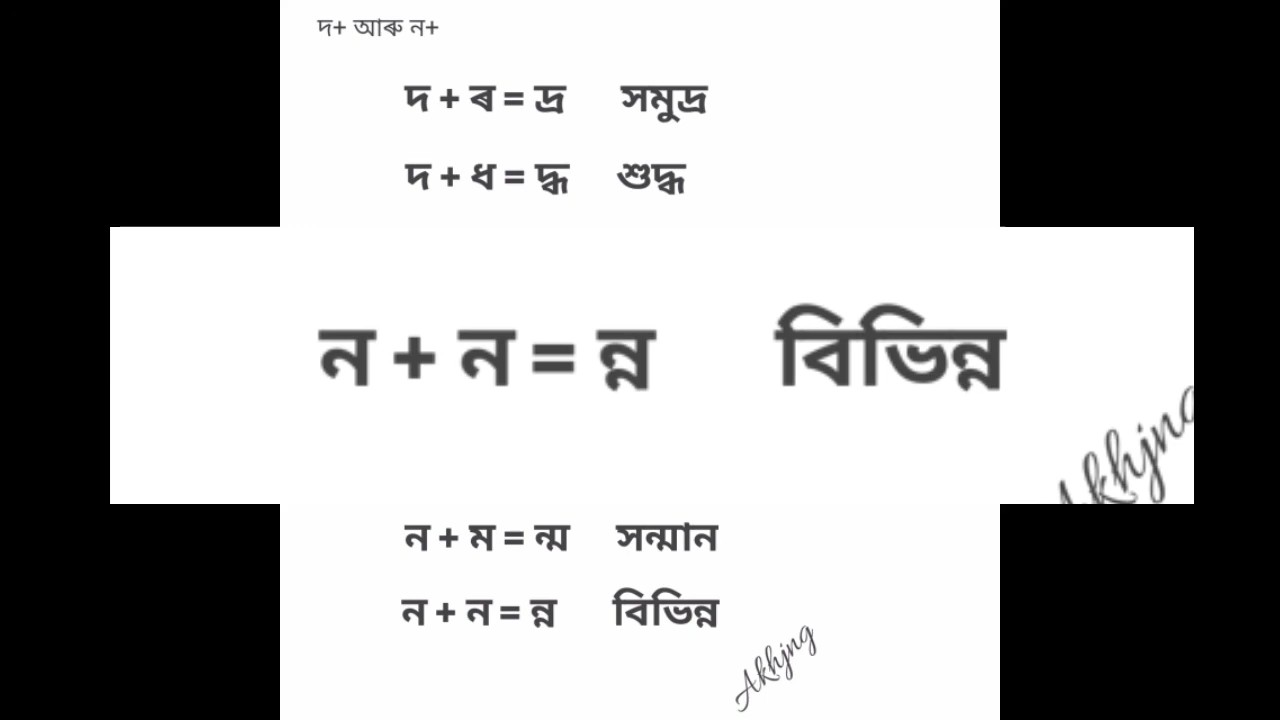 দ+ আৰু ন+
দ + ৰ = দ্ৰ সমুদ্ৰ
দ + ধ = দ্ধ শুদ্ধ
ন + ন = ন্ন বিভিন্ন
Akhjng
ন + ম = ন্ম সন্মান
ন + ন = ন্ন বিভিন্ন
Akhjng